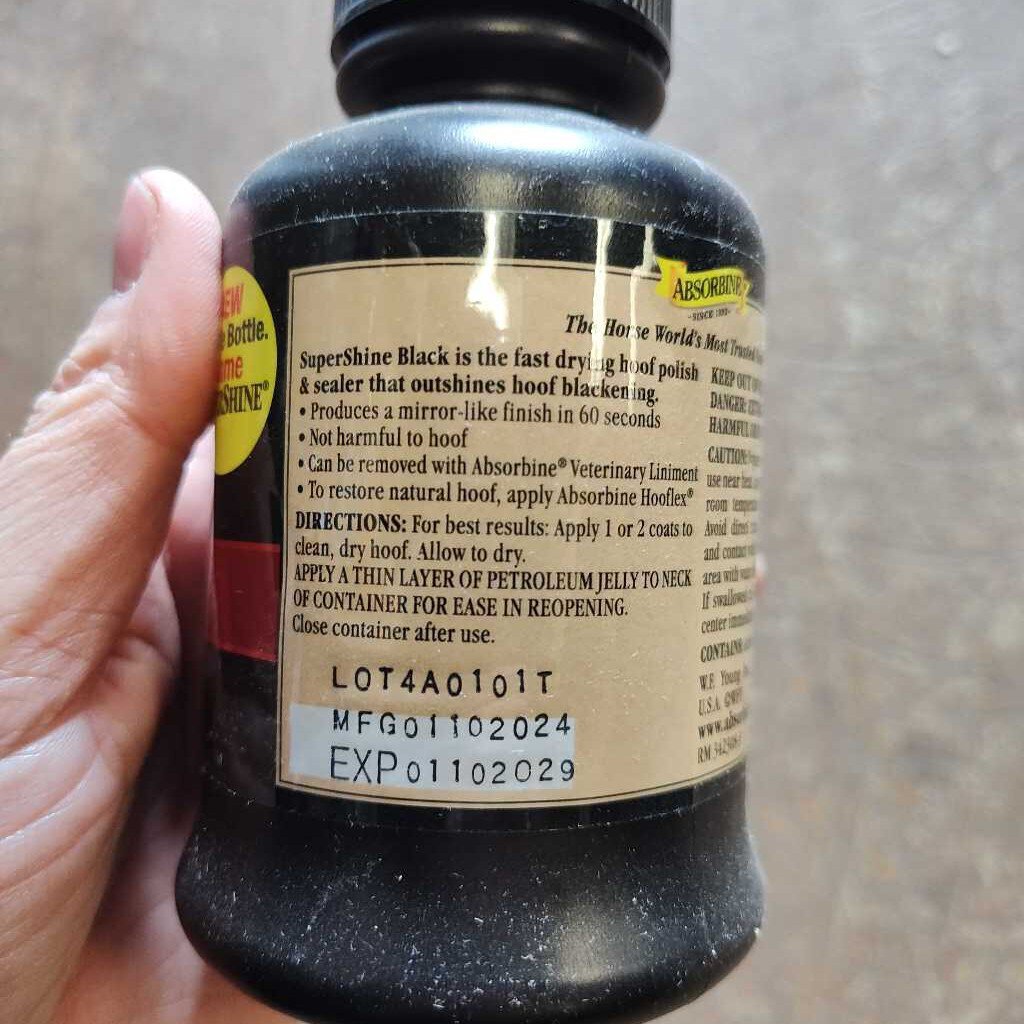 EW
Bottle.
me
SHINE®
ABSORBINE
SINCE
The Horse World's Most Trusted
SuperShine Black is the fast drying hoof polish
& sealer that outshines hoof blackening.
• Produces a mirror-like finish in 60 seconds
• Not harmful to hoof
• Can be removed with Absorbine® Veterinary Liniment
• To restore natural hoof, apply Absorbine Hooflex®
DIRECTIONS: For best results: Apply 1 or 2 coats to
clean, dry hoof. Allow to dry.
APPLY A THIN LAYER OF PETROLEUM JELLY TO NECK
OF CONTAINER FOR EASE IN REOPENING.
Close container after use.
LOT4A0101T
MFG01102024
EXP01102029
KEEP OUT
DANGER:
HARMFUL
CAUTION:
use near
room
Avoid
and
area with
If swallowed
center
CONTAINS
W.F. Young
U.S.A.